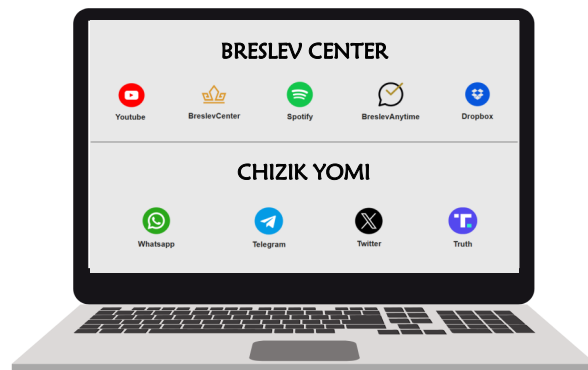 BRESLEV CENTER
Youtube BreslevCenter Spotify BreslevAnytime Dropbox
CHIZIK YOMI
Whatsapp Telegram Twitter Truth